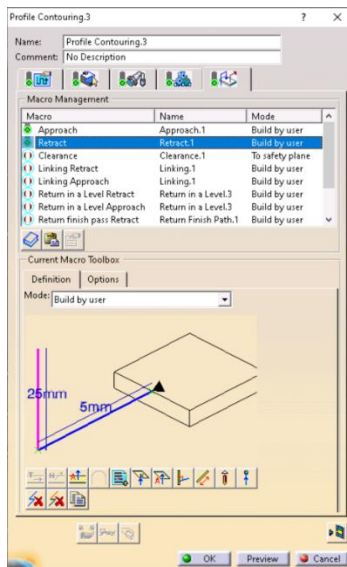 Profile Contouring.3 ? X
Name: Profile Contouring.3
Comment: No Description
Macro Management
Macro Name Mode
Approach Approach.1 Build by user
Retract Retract.1 Build by user
Clearance Clearance.1 To safety plane
Linking Retract Linking.1 Build by user
Linking Approach Linking.1 Build by user
Return in a Level Retract Return in a Level.3 Build by user
Return in a Level Approach Return in a Level.3 Build by user
Return finish pass Retract Return Finish Path.1 Build by user
Current Macro Toolbox
Definition Options
Mode: Build by user
25mm
5mm
OK Preview Cancel